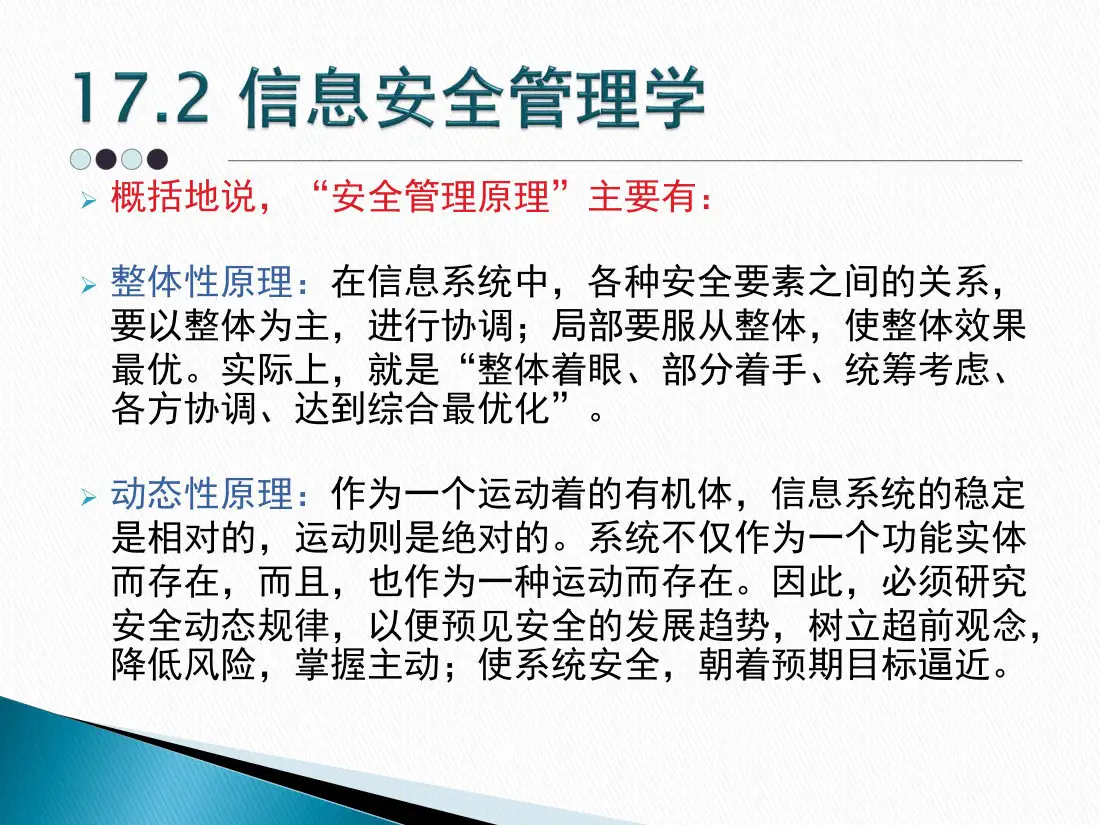 17.2 信息安全管理学
概括地说，“安全管理原理”主要有：
整体性原理：在信息系统中，各种安全要素之间的关系，
要以整体为主，进行协调；局部要服从整体，使整体效果
最优。实际上，就是“整体着眼、部分着手、统筹考虑、
各方协调、达到综合最优化”。
动态性原理：作为一个运动着的有机体，信息系统的稳定
是相对的，运动则是绝对的。系统不仅作为一个功能实体
而存在，而且，也作为一种运动而存在。因此，必须研究
安全动态规律，以便预见安全的发展趋势，树立超前观念，
降低风险，掌握主动；使系统安全，朝着预期目标逼近。